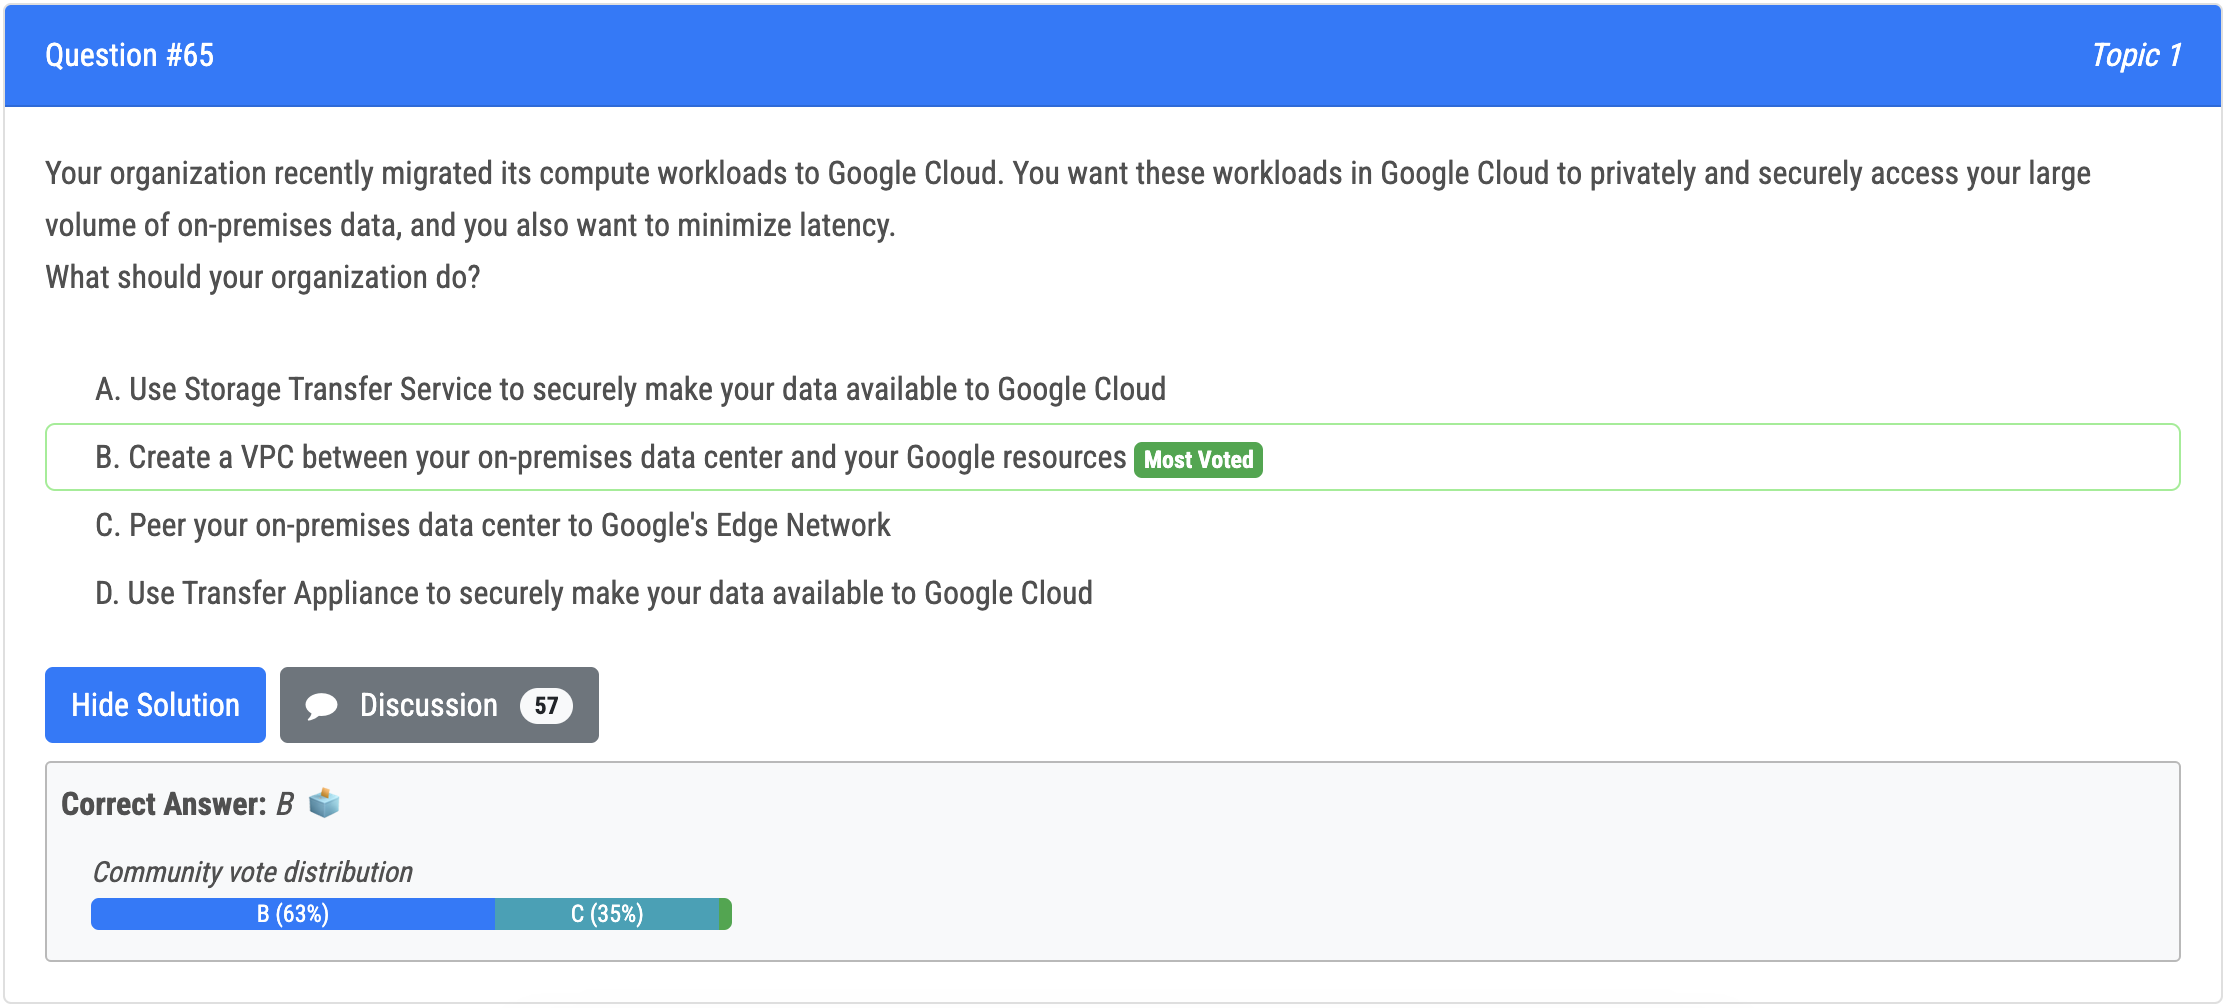 Question #65
Topic 1
Your organization recently migrated its compute workloads to Google Cloud. You want these workloads in Google Cloud to privately and securely access your large
volume of on-premises data, and you also want to minimize latency.
What should your organization do?
A. Use Storage Transfer Service to securely make your data available to Google Cloud
B. Create a VPC between your on-premises data center and your Google resources Most Voted
C. Peer your on-premises data center to Google's Edge Network
D. Use Transfer Appliance to securely make your data available to Google Cloud
Hide Solution
Discussion 57
Correct Answer: B
Community vote distribution
B (63%)
C (35%)